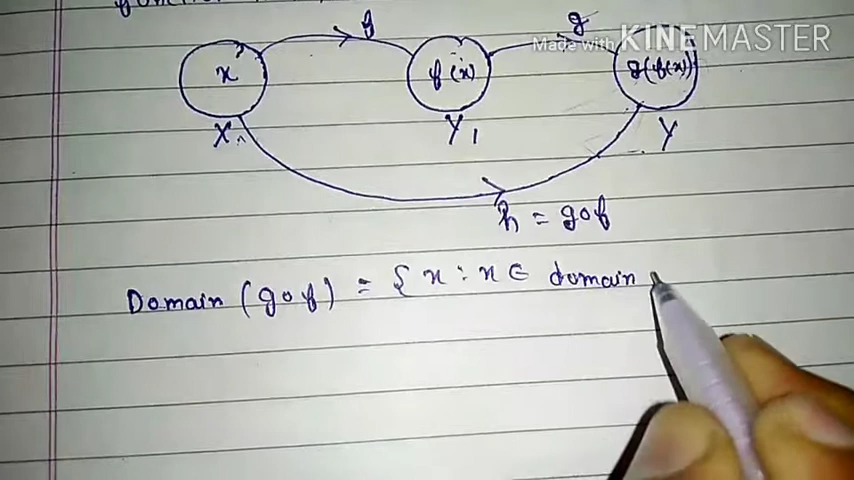 f g
Made with KINEMASTER
x f(x) g(f(x))
X Y1 Y
h = gof
Domain (gof) = { x : x ∈ domain